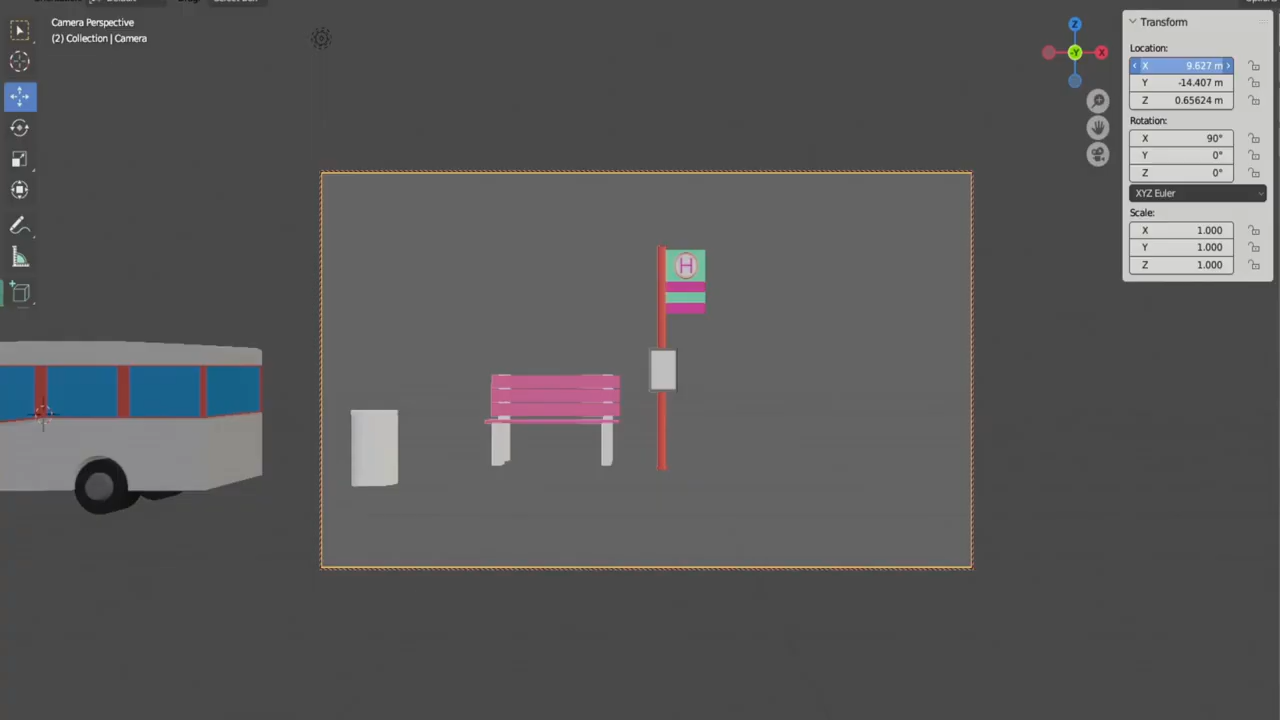 Camera Perspective
(2) Collection | Camera
Z
-Y
X
H
Transform
Location:
X 9.627 m
Y -14.407 m
Z 0.65624 m
Rotation:
X 90°
Y 0°
Z 0°
XYZ Euler
Scale:
X 1.000
Y 1.000
Z 1.000